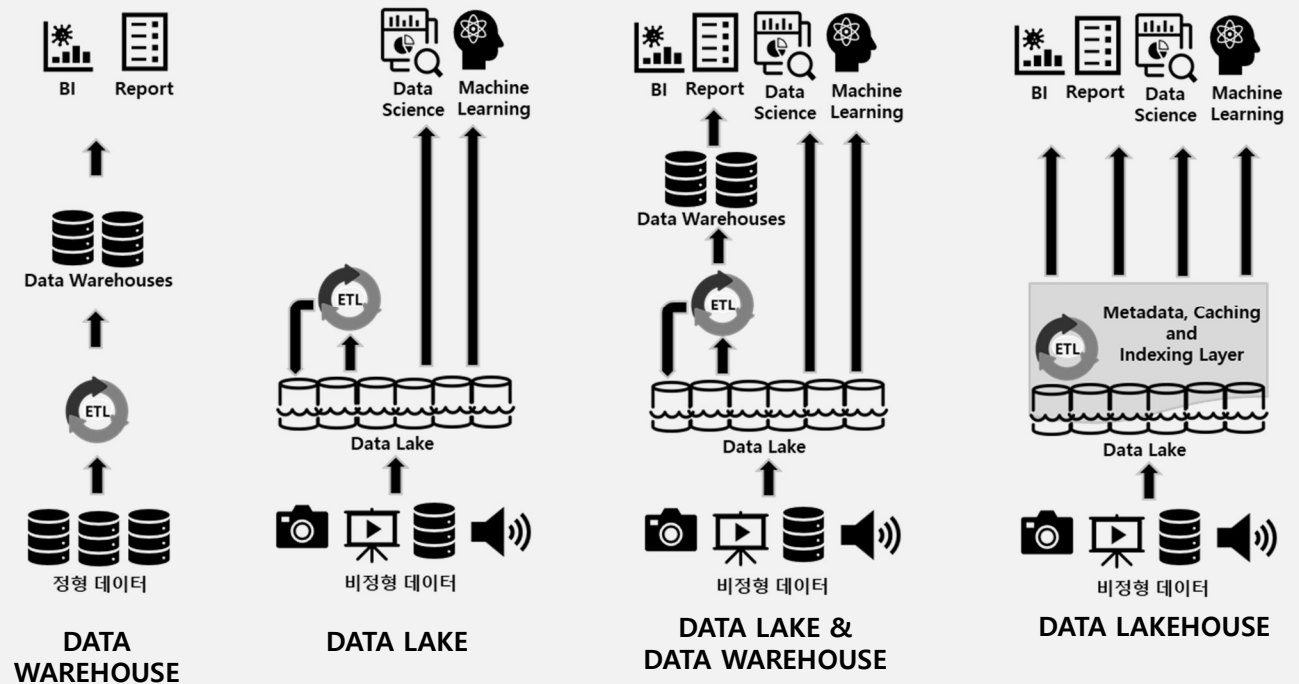 BI
Report
Data Warehouses
ETL
정형 데이터
DATA
WAREHOUSE
Data
Science
Machine
Learning
ETL
Data Lake
비정형 데이터
DATA LAKE
BI
Report
Data
Science
Machine
Learning
Data Warehouses
ETL
Data Lake
비정형 데이터
DATA LAKE &
DATA WAREHOUSE
BI
Report
Data
Science
Machine
Learning
Metadata, Caching
and
Indexing Layer
ETL
Data Lake
비정형 데이터
DATA LAKEHOUSE